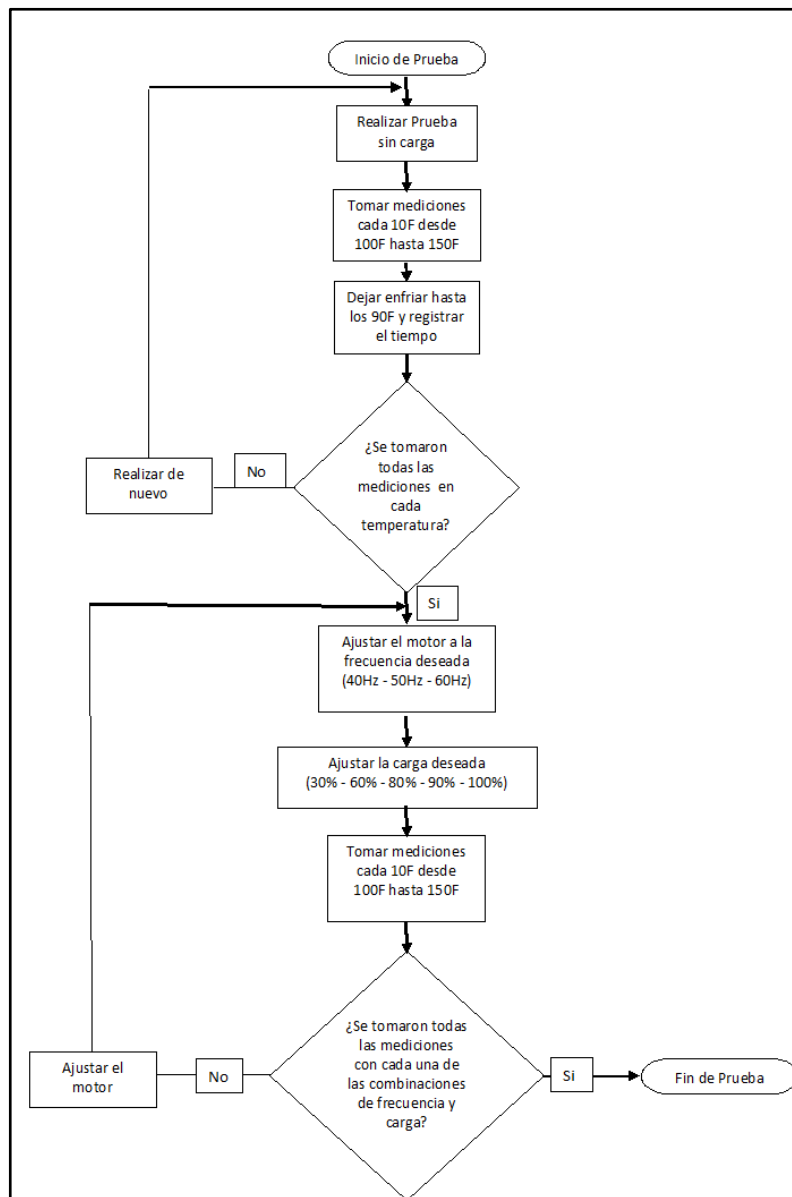 Inicio de Prueba
Realizar Prueba
sin carga
Tomar mediciones
cada 10F desde
100F hasta 150F
Dejar enfriar hasta
los 90F y registrar
el tiempo
¿Se tomaron
todas las
mediciones en
cada
temperatura?
No
Realizar de
nuevo
Si
Ajustar el motor a la
frecuencia deseada
(40Hz - 50Hz - 60Hz)
Ajustar la carga deseada
(30% - 60% - 80% - 90% - 100%)
Tomar mediciones
cada 10F desde
100F hasta 150F
¿Se tomaron todas
las mediciones
con cada una de
las combinaciones
de frecuencia y
carga?
No
Ajustar el
motor
Si
Fin de Prueba